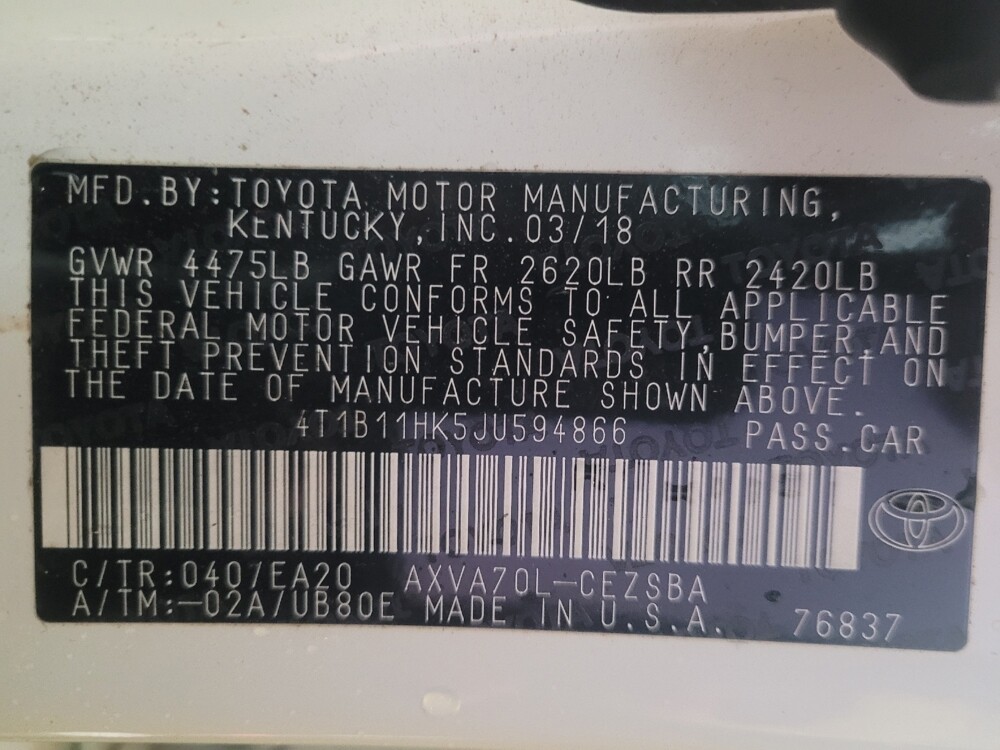 MFD.BY:TOYOTA MOTOR MANUFACTURING,
KENTUCKY,INC.03/18
GVWR 4475LB GAWR FR 2620LB RR 2420LB
THIS VEHICLE CONFORMS TO ALL APPLICABLE
FEDERAL MOTOR VEHICLE SAFETY,BUMPER,AND
THEFT PREVENTION STANDARDS IN EFFECT ON
THE DATE OF MANUFACTURE SHOWN ABOVE.
4T1B11HK5JU594866 PASS.CAR
C/TR:040/EA20 AXVA70L-CEZSBA
A/TM:-02A/UB80E MADE IN U.S.A. 76837